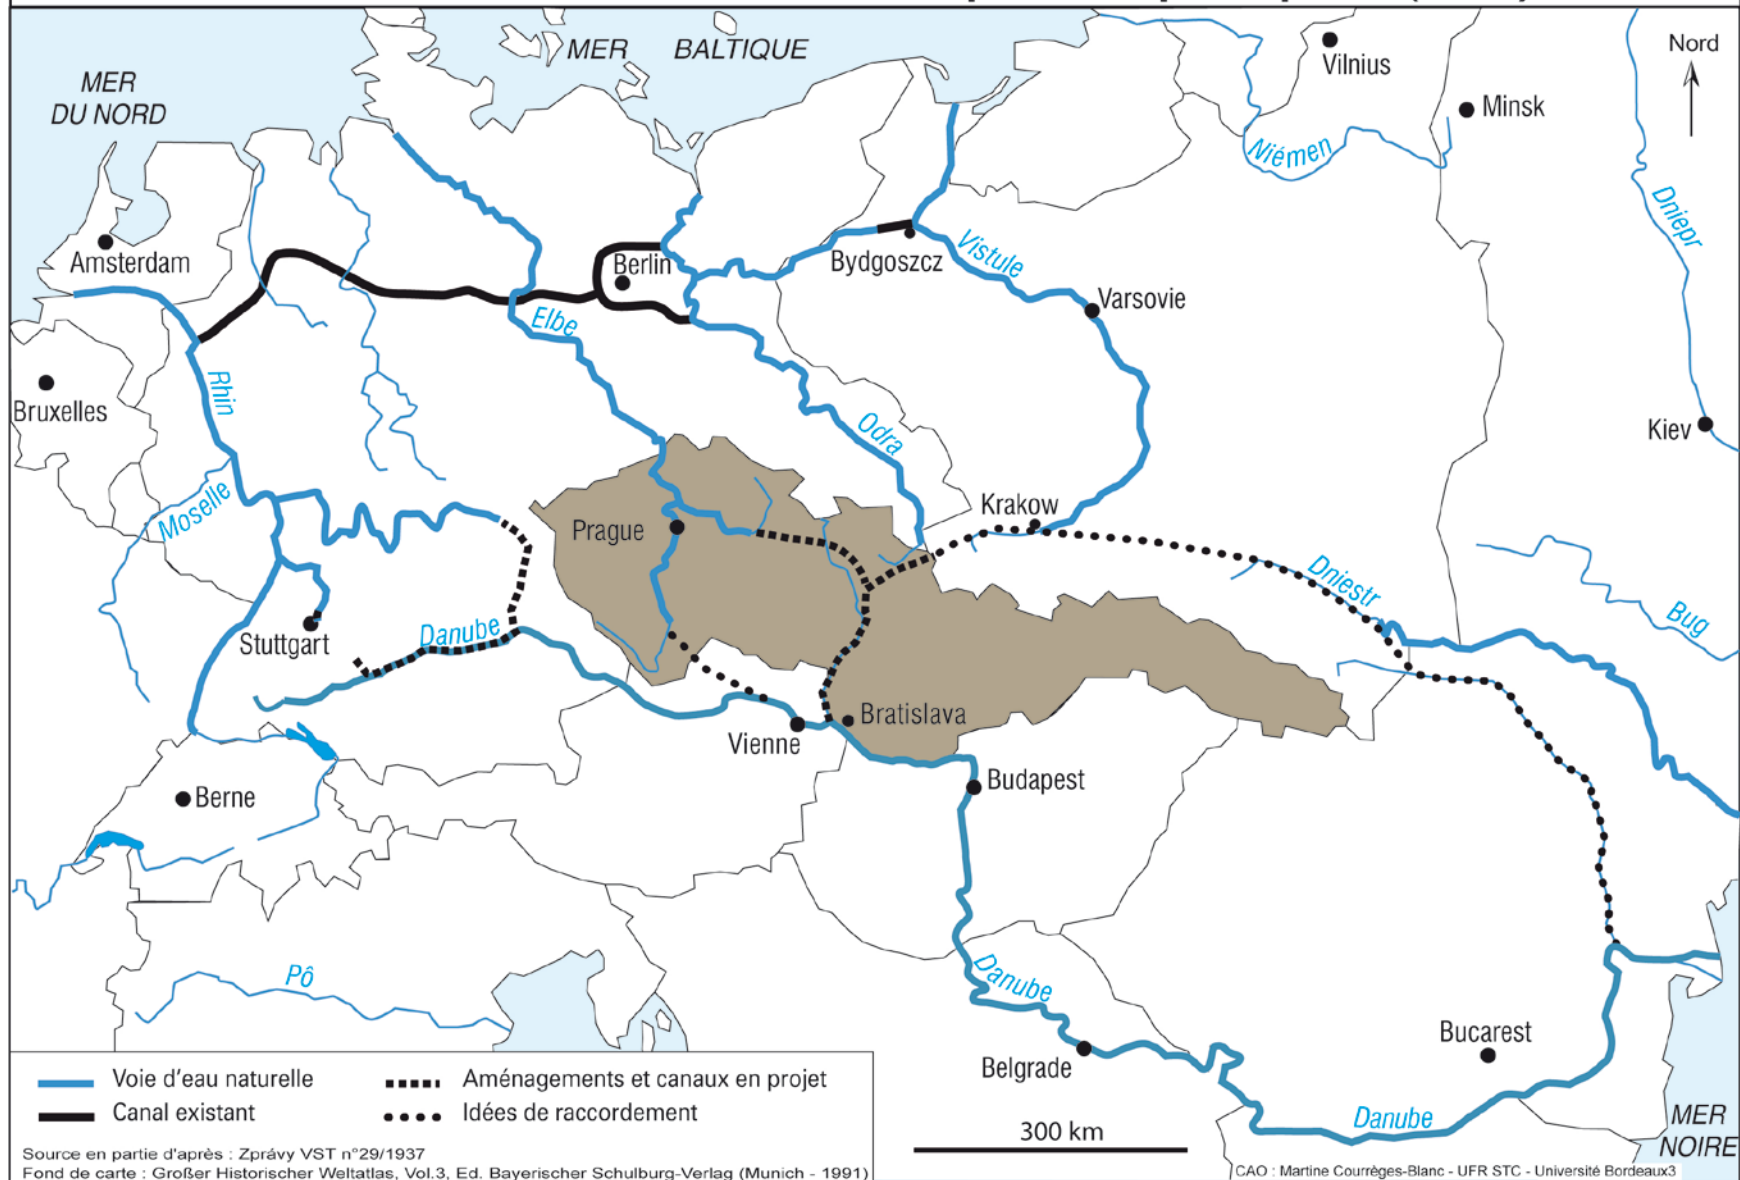 MER BALTIQUE
Nord
Vilnius
MER
DU NORD
Minsk
Niémen
Dniepr
Amsterdam
Berlin
Bydgoszcz
Vistule
Varsovie
Elbe
Rhin
Bruxelles
Odra
Kiev
Moselle
Krakow
Prague
Dniestr
Bug
Stuttgart
Danube
Bratislava
Vienne
Budapest
Berne
Pô
Danube
Bucarest
Belgrade
Danube
MER
NOIRE
Voie d'eau naturelle
Aménagements et canaux en projet
Canal existant
Idées de raccordement
300 km
Source en partie d'après : Zprávy VST n°29/1937
Fond de carte : Großer Historischer Weltatlas, Vol.3, Ed. Bayerischer Schulburg-Verlag (Munich - 1991)
CAO : Martine Courrèges-Blanc - UFR STC - Université Bordeaux3